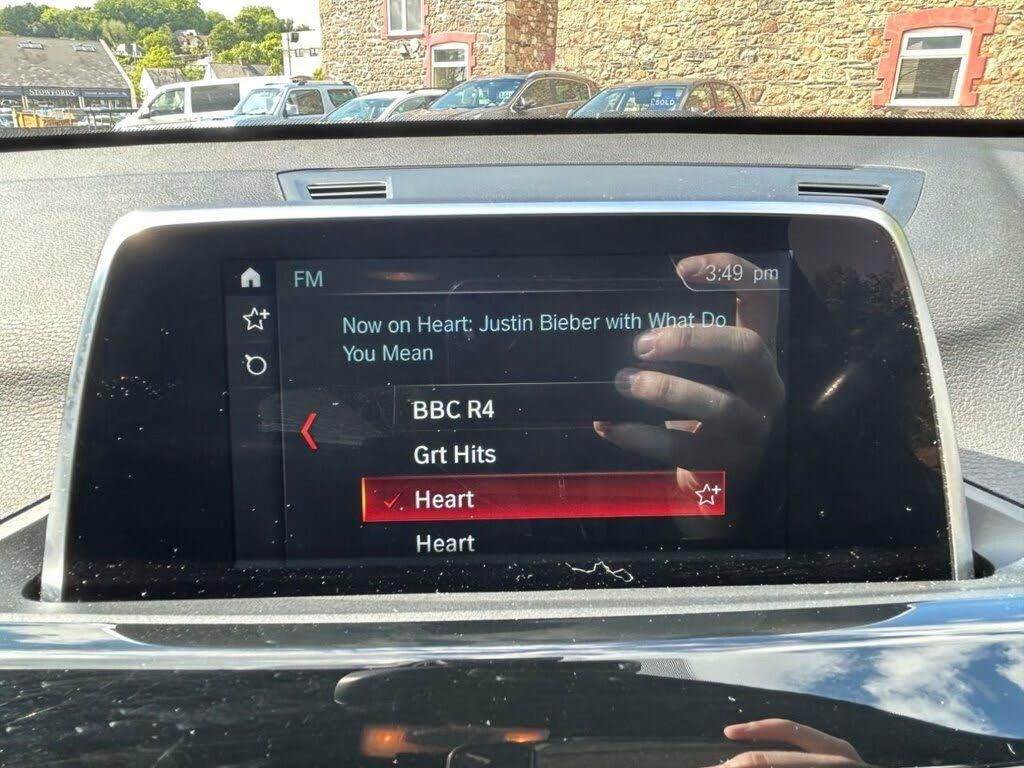 STOWFORDS
SOLD
FM
3:49 pm
Now on Heart: Justin Bieber with What Do
You Mean
BBC R4
Grt Hits
Heart
Heart